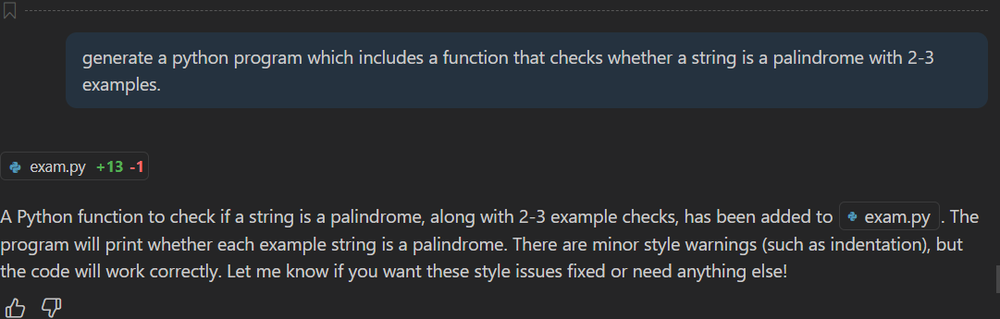 generate a python program which includes a function that checks whether a string is a palindrome with 2-3
examples.
exam.py +13 -1
A Python function to check if a string is a palindrome, along with 2-3 example checks, has been added to exam.py . The
program will print whether each example string is a palindrome. There are minor style warnings (such as indentation), but
the code will work correctly. Let me know if you want these style issues fixed or need anything else!